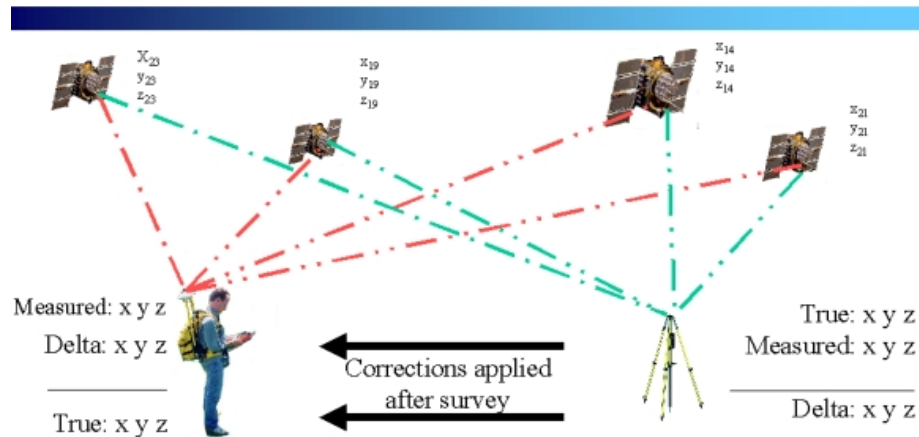 X₂₃
y₂₃
z₂₃
x₁₉
y₁₉
z₁₉
x₁₄
y₁₄
z₁₄
x₂₁
y₂₁
z₂₁
Measured: x y z
Delta: x y z
True: x y z
Corrections applied
after survey
True: x y z
Measured: x y z
Delta: x y z